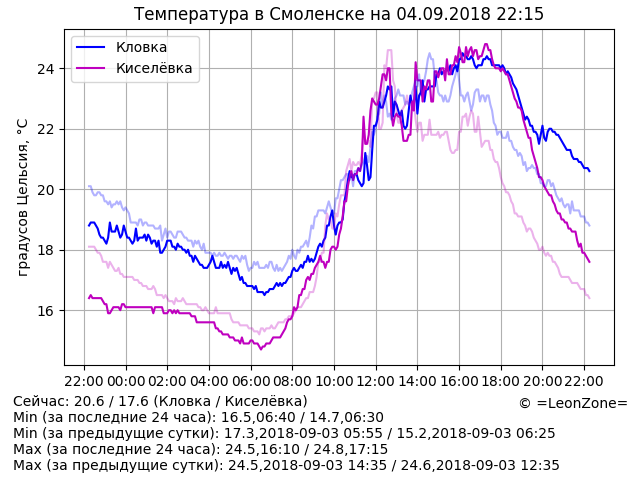 Температура в Смоленске на 04.09.2018 22:15
Кловка
Киселёвка
градусов Цельсия, °C
24
22
20
18
16
22:00 00:00 02:00 04:00 06:00 08:00 10:00 12:00 14:00 16:00 18:00 20:00 22:00
Сейчас: 20.6 / 17.6 (Кловка / Киселёвка)
© =LeonZone=
Min (за последние 24 часа): 16.5,06:40 / 14.7,06:30
Min (за предыдущие сутки): 17.3,2018-09-03 05:55 / 15.2,2018-09-03 06:25
Max (за последние 24 часа): 24.5,16:10 / 24.8,17:15
Max (за предыдущие сутки): 24.5,2018-09-03 14:35 / 24.6,2018-09-03 12:35